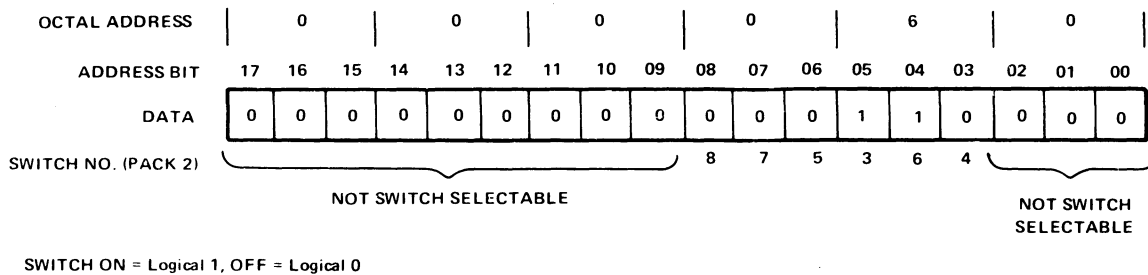 OCTAL ADDRESS 0 0 0 0 6 0
ADDRESS BIT 17 16 15 14 13 12 11 10 09 08 07 06 05 04 03 02 01 00
DATA 0 0 0 0 0 0 0 0 0 0 0 0 1 1 0 0 0 0
SWITCH NO. (PACK 2) 8 7 5 3 6 4
NOT SWITCH SELECTABLE
NOT SWITCH
SELECTABLE
SWITCH ON = Logical 1, OFF = Logical 0